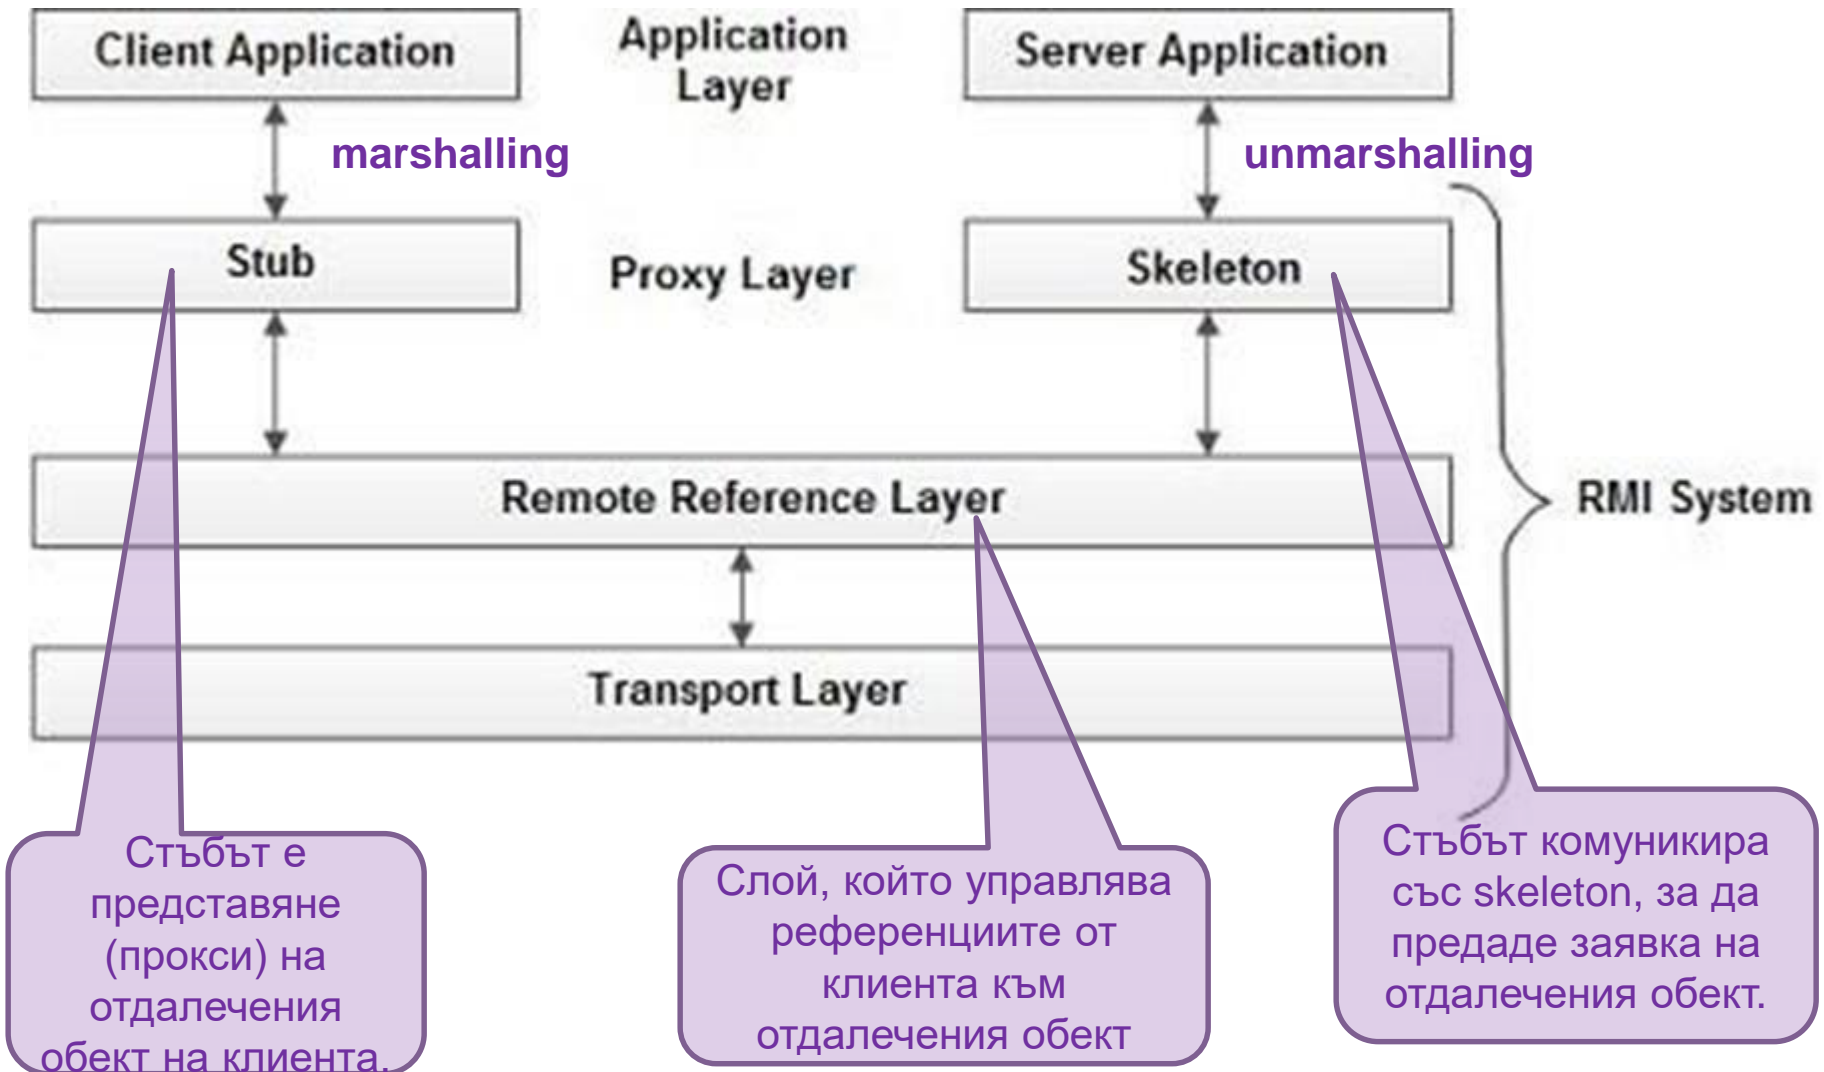 Client Application
Application
Layer
Server Application
marshalling
unmarshalling
Stub
Proxy Layer
Skeleton
Remote Reference Layer
RMI System
Transport Layer
Стъбът е
представяне
(прокси) на
отдалечения
обект на клиента.
Слой, който управлява
референциите от
клиента към
отдалечения обект
Стъбът комуникира
със skeleton, за да
предаде заявка на
отдалечения обект.